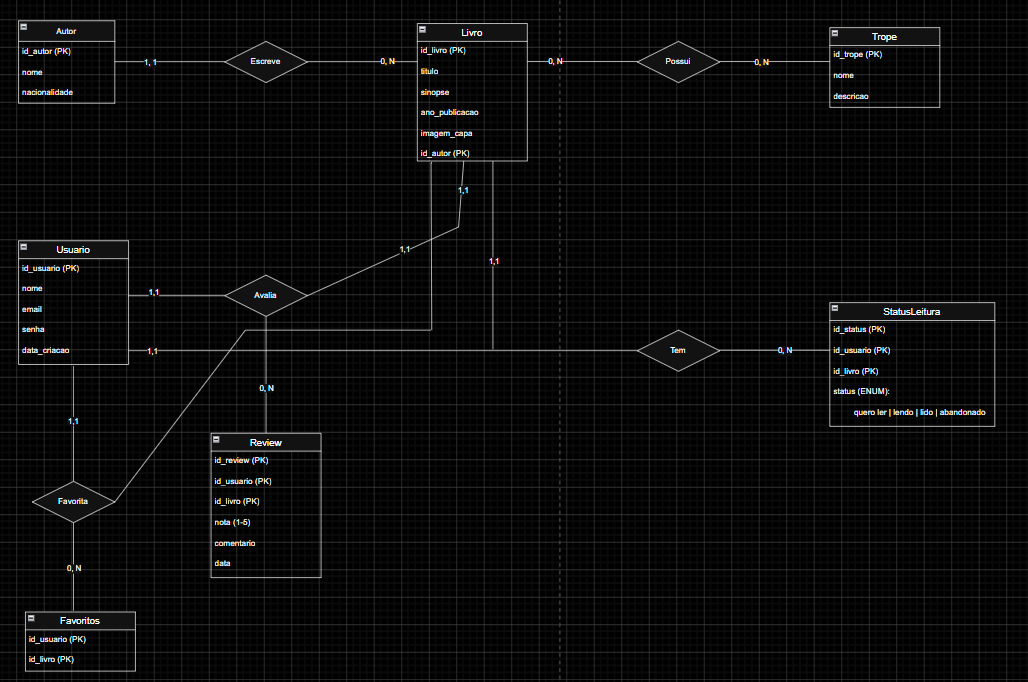 Autor
id_autor (PK)
nome
nacionalidade
1, 1
Escreve
0, N
Livro
id_livro (PK)
titulo
sinopse
ano_publicacao
imagem_capa
id_autor (PK)
0, N
Possui
0, N
Trope
id_trope (PK)
nome
descricao
1,1
1,1
1,1
Usuario
id_usuario (PK)
nome
email
senha
data_criacao
1,1
Avalia
1,1
Tem
0, N
StatusLeitura
id_status (PK)
id_usuario (PK)
id_livro (PK)
status (ENUM):
quero ler | lendo | lido | abandonado
0, N
1,1
Review
id_review (PK)
id_usuario (PK)
id_livro (PK)
nota (1-5)
comentario
data
Favorita
0, N
Favoritos
id_usuario (PK)
id_livro (PK)